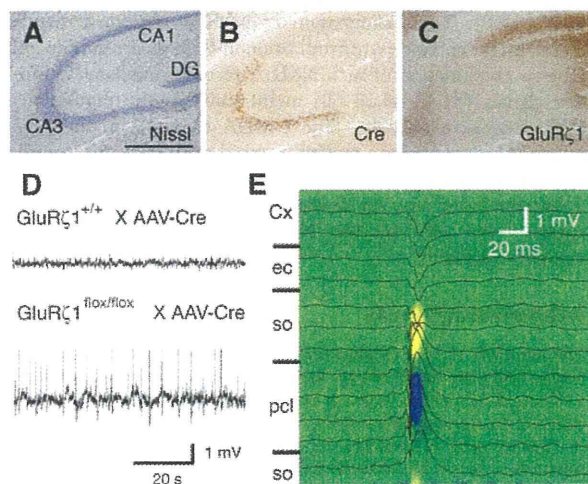 A
CA1
DG
CA3
Nissl
B
Cre
C
GluRζ1
D
GluRζ1+/+ X AAV-Cre
GluRζ1flox/flox X AAV-Cre
1 mV
20 s
E
Cx
ec
so
pcl
so
1 mV
20 ms